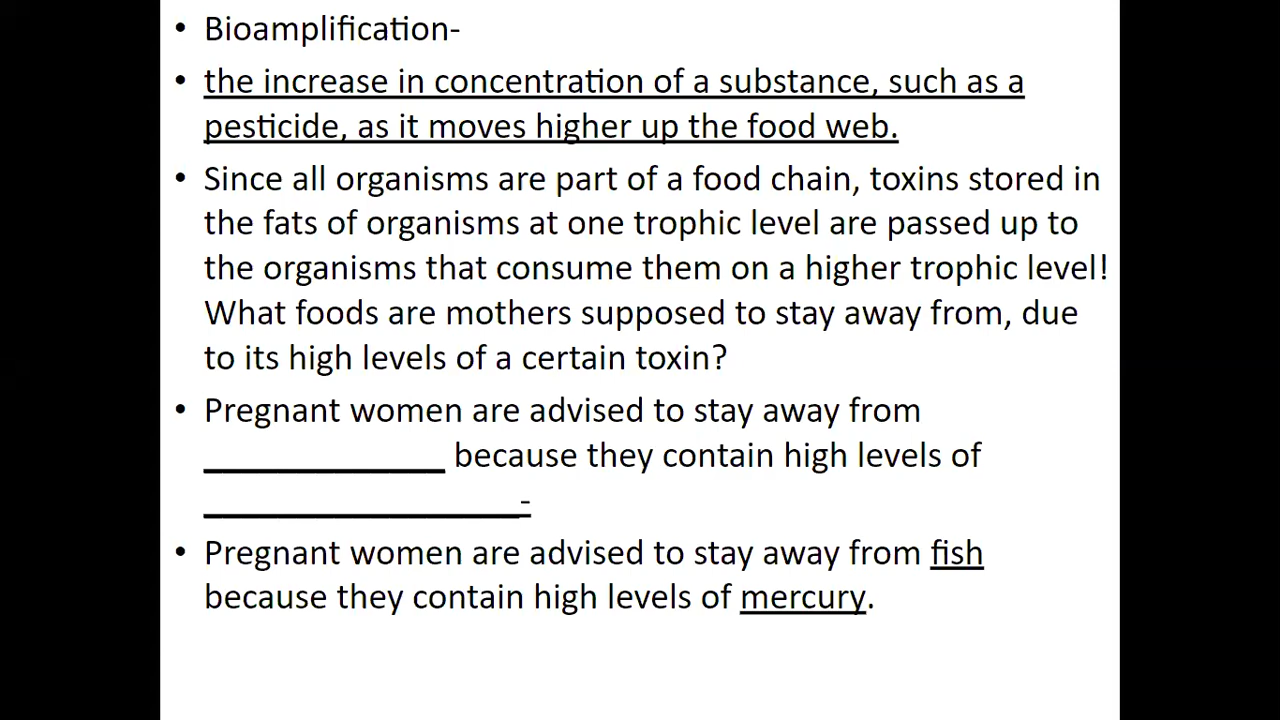 • Bioamplification-
• the increase in concentration of a substance, such as a
pesticide, as it moves higher up the food web.
• Since all organisms are part of a food chain, toxins stored in
the fats of organisms at one trophic level are passed up to
the organisms that consume them on a higher trophic level!
What foods are mothers supposed to stay away from, due
to its high levels of a certain toxin?
• Pregnant women are advised to stay away from
_____________ because they contain high levels of
_________________-
• Pregnant women are advised to stay away from fish
because they contain high levels of mercury.